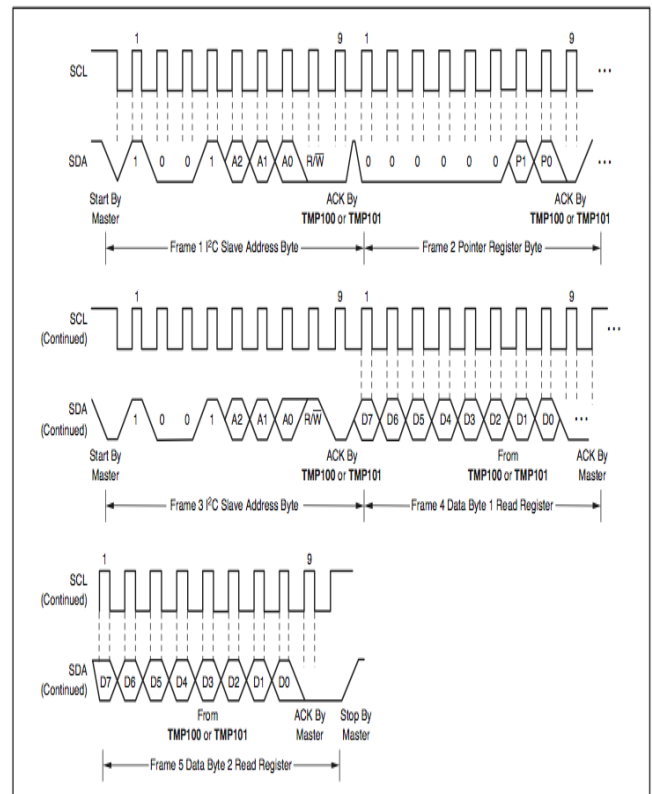 1 9 1 9
SCL ...
SDA 1 0 0 1 A2 A1 A0 R/W̅ 0 0 0 0 0 0 P1 P0 ...
Start By ACK By ACK By
Master TMP100 or TMP101 TMP100 or TMP101
Frame 1 I²C Slave Address Byte Frame 2 Pointer Register Byte
1 9 1 9
SCL
(Continued) ...
SDA 1 0 0 1 A2 A1 A0 R/W̅ D7 D6 D5 D4 D3 D2 D1 D0 ...
(Continued)
Start By ACK By From ACK By
Master TMP100 or TMP101 TMP100 or TMP101 Master
Frame 3 I²C Slave Address Byte Frame 4 Data Byte 1 Read Register
1 9
SCL
(Continued)
SDA D7 D6 D5 D4 D3 D2 D1 D0
(Continued)
From ACK By Stop By
TMP100 or TMP101 Master Master
Frame 5 Data Byte 2 Read Register